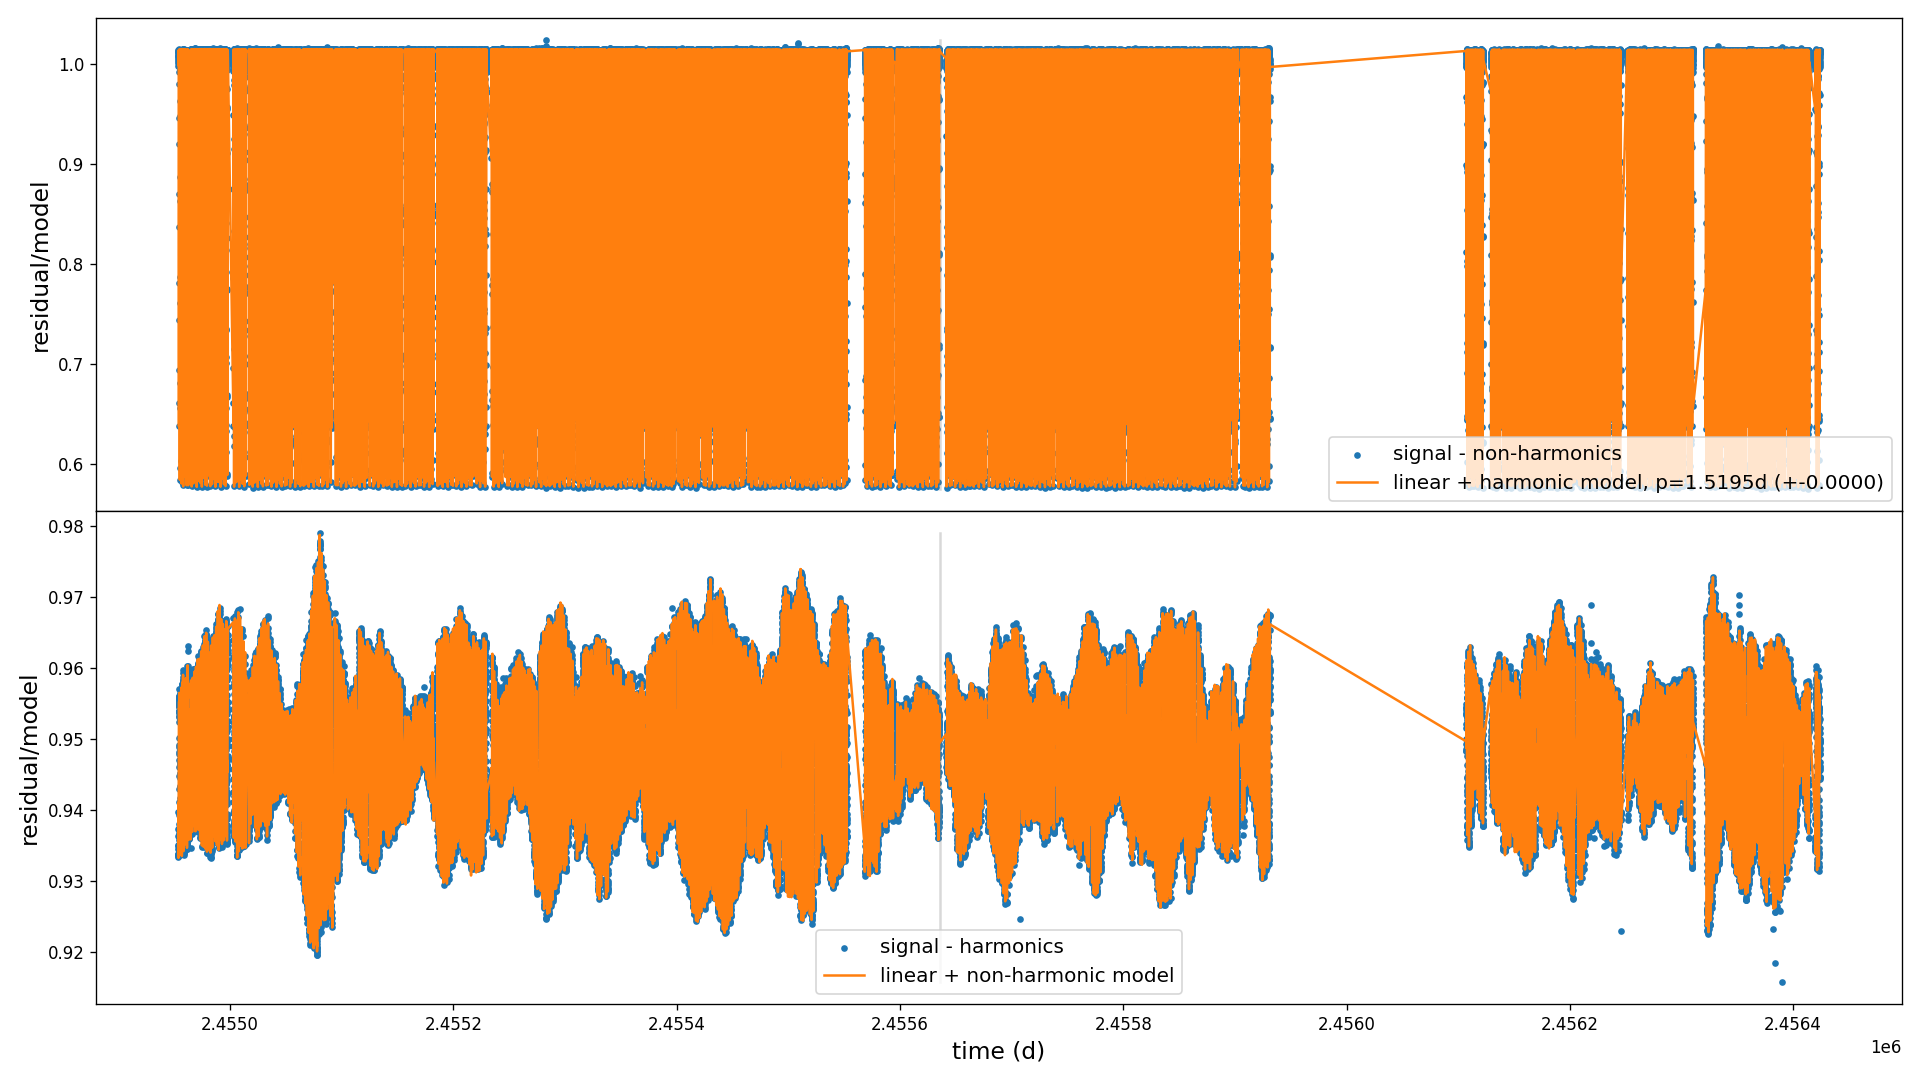 1.0
0.9
0.8
0.7
0.6
residual/model
signal - non-harmonics
linear + harmonic model, p=1.5195d (+-0.0000)
0.98
0.97
0.96
0.95
0.94
0.93
0.92
residual/model
signal - harmonics
linear + non-harmonic model
2.4550 2.4552 2.4554 2.4556 2.4558 2.4560 2.4562 2.4564
1e6
time (d)